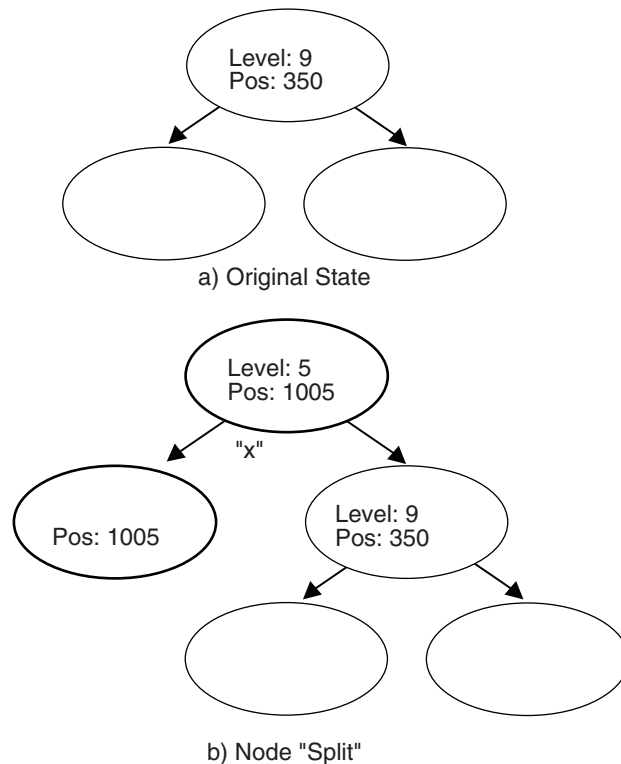 Level: 9
Pos: 350
a) Original State
Level: 5
Pos: 1005
"x"
Pos: 1005
Level: 9
Pos: 350
b) Node "Split"